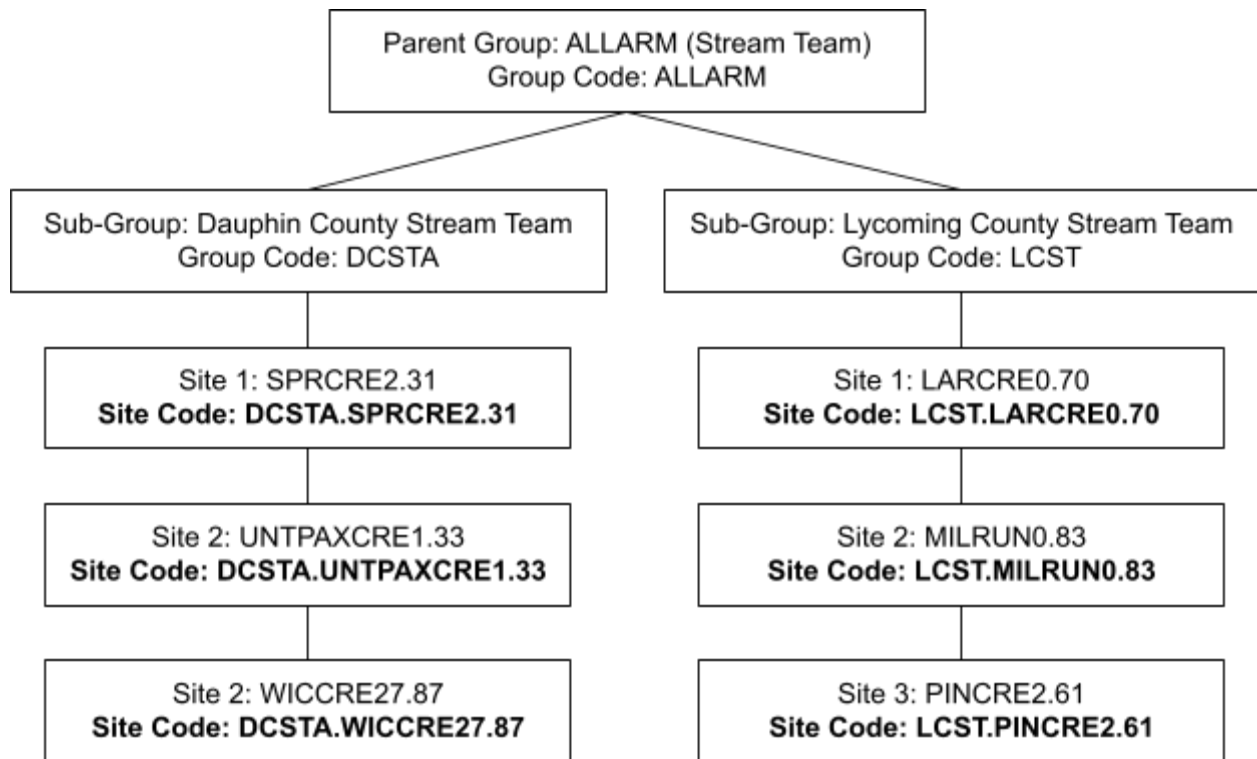 Parent Group: ALLARM (Stream Team)
Group Code: ALLARM
Sub-Group: Dauphin County Stream Team
Group Code: DCSTA
Site 1: SPRCRE2.31
Site Code: DCSTA.SPRCRE2.31
Site 2: UNTPAXCRE1.33
Site Code: DCSTA.UNTPAXCRE1.33
Site 2: WICCRE27.87
Site Code: DCSTA.WICCRE27.87
Sub-Group: Lycoming County Stream Team
Group Code: LCST
Site 1: LARCRE0.70
Site Code: LCST.LARCRE0.70
Site 2: MILRUN0.83
Site Code: LCST.MILRUN0.83
Site 3: PINCRE2.61
Site Code: LCST.PINCRE2.61